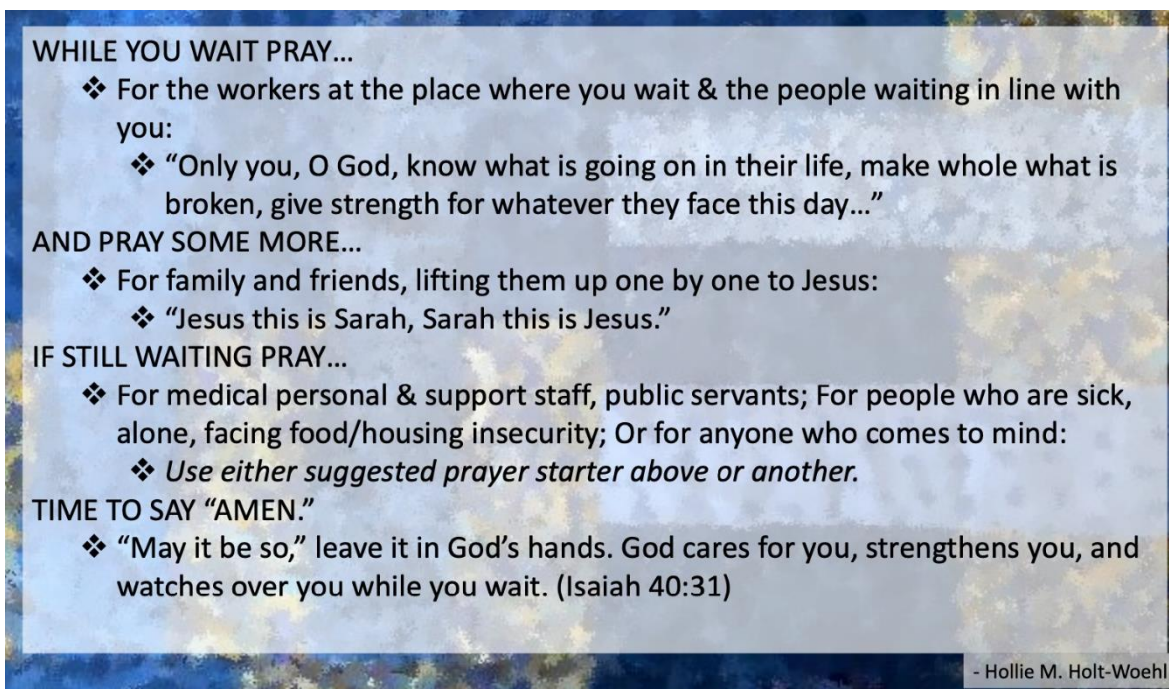 WHILE YOU WAIT PRAY…
❖ For the workers at the place where you wait & the people waiting in line with
you:
❖ “Only you, O God, know what is going on in their life, make whole what is
broken, give strength for whatever they face this day…”
AND PRAY SOME MORE…
❖ For family and friends, lifting them up one by one to Jesus:
❖ “Jesus this is Sarah, Sarah this is Jesus.”
IF STILL WAITING PRAY…
❖ For medical personal & support staff, public servants; For people who are sick,
alone, facing food/housing insecurity; Or for anyone who comes to mind:
❖ Use either suggested prayer starter above or another.
TIME TO SAY “AMEN.”
❖ “May it be so,” leave it in God’s hands. God cares for you, strengthens you, and
watches over you while you wait. (Isaiah 40:31)
- Hollie M. Holt-Woehl